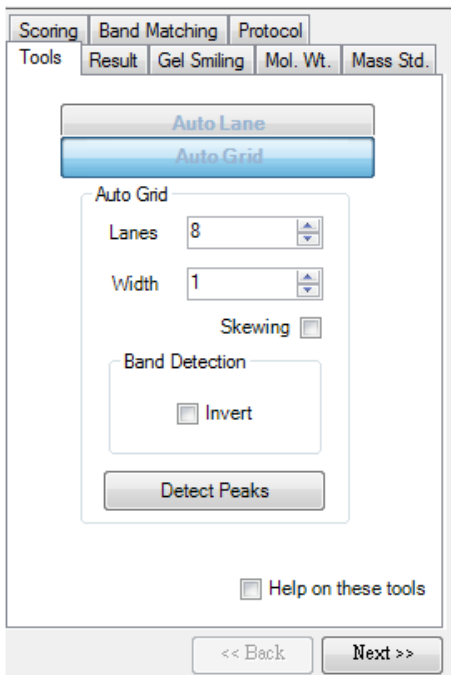 Scoring Band Matching Protocol
Tools Result Gel Smiling Mol. Wt. Mass Std.
Auto Lane
Auto Grid
Auto Grid
Lanes 8
Width 1
Skewing
Band Detection
Invert
Detect Peaks
Help on these tools
<< Back Next >>